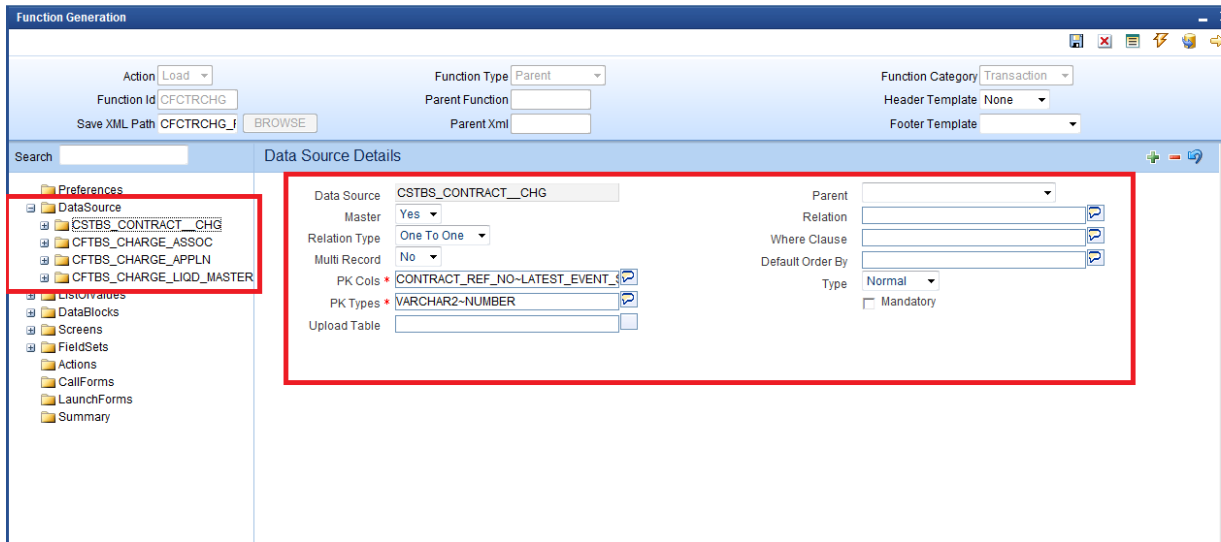 Function Generation
Action Load Function Type Parent Function Category Transaction
Function Id CFCTRCHG Parent Function Header Template None
Save XML Path CFCTRCHG_ BROWSE Parent Xml Footer Template
Search Data Source Details
Preferences
DataSource
CSTBS_CONTRACT__CHG
CFTBS_CHARGE_ASSOC
CFTBS_CHARGE_APPLN
CFTBS_CHARGE_LIQD_MASTER
ListOfValues
DataBlocks
Screens
FieldSets
Actions
CallForms
LaunchForms
Summary
Data Source CSTBS_CONTRACT__CHG Parent
Master Yes Relation
Relation Type One To One Where Clause
Multi Record No Default Order By
PK Cols * CONTRACT_REF_NO~LATEST_EVENT_ Type Normal
PK Types * VARCHAR2~NUMBER Mandatory
Upload Table